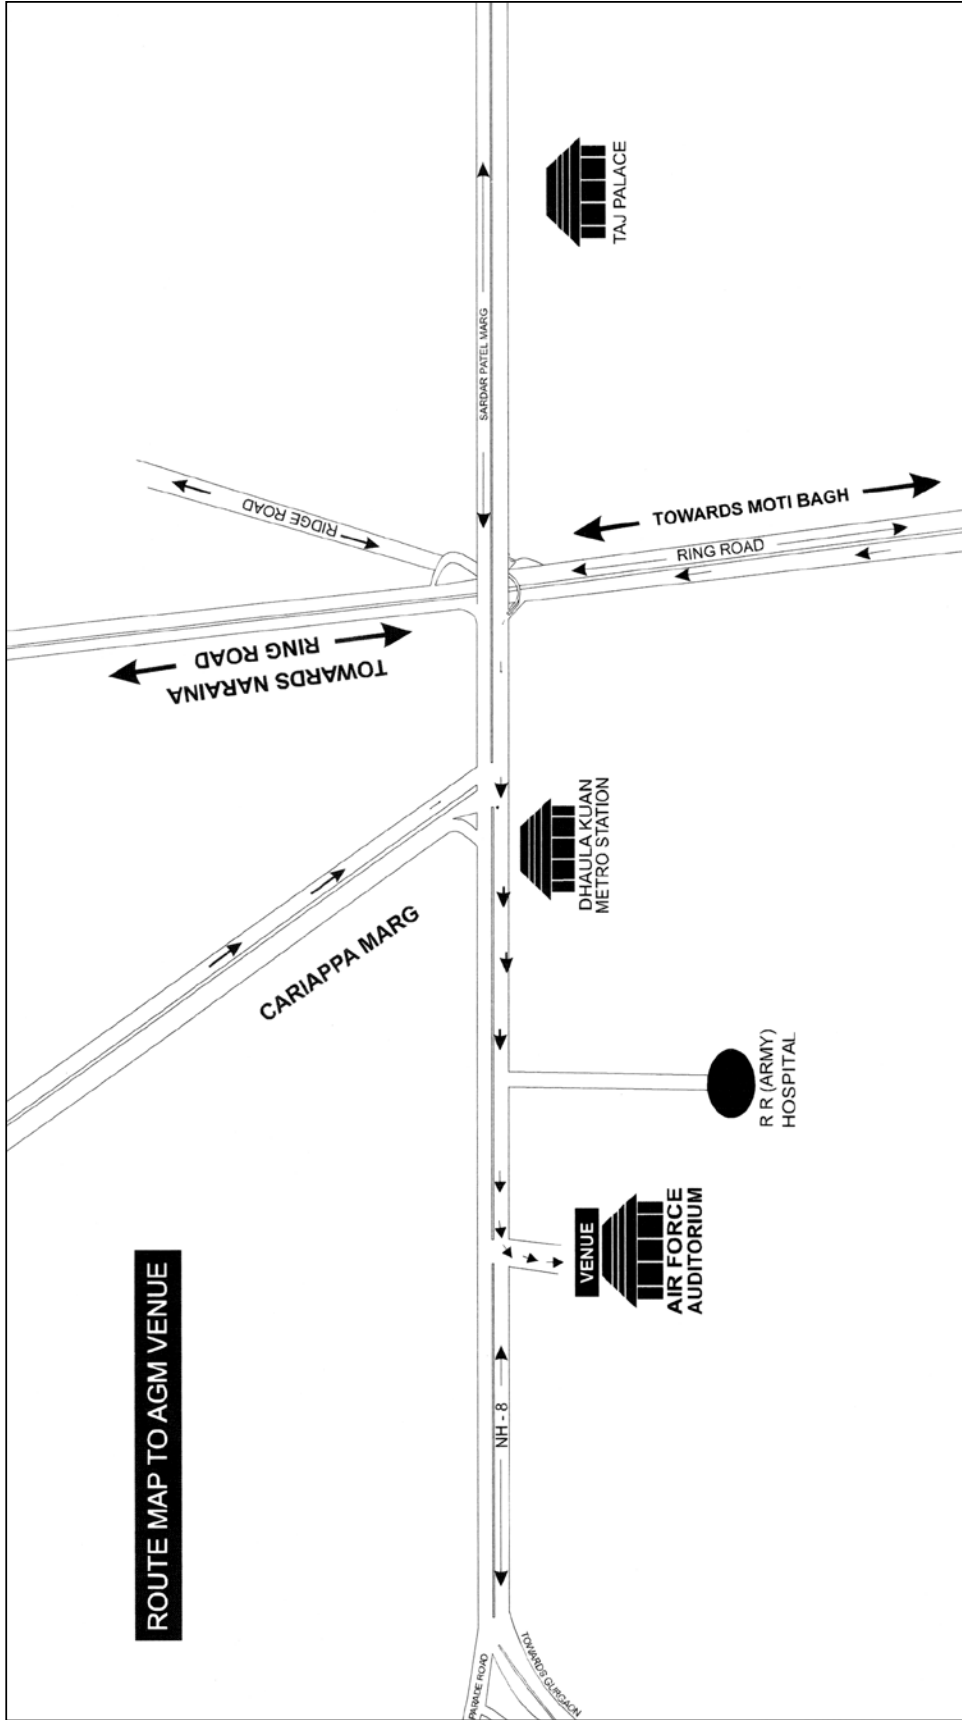 ROUTE MAP TO AGM VENUE
PARADE ROAD
TOWARDS GURGAON
NH - 8
VENUE
AIR FORCE
AUDITORIUM
R R (ARMY)
HOSPITAL
CARIAPPA MARG
DHAULA KUAN
METRO STATION
TOWARDS NARAINA
RING ROAD
RIDGE ROAD
RING ROAD
TOWARDS MOTI BAGH
SARDAR PATEL MARG
TAJ PALACE